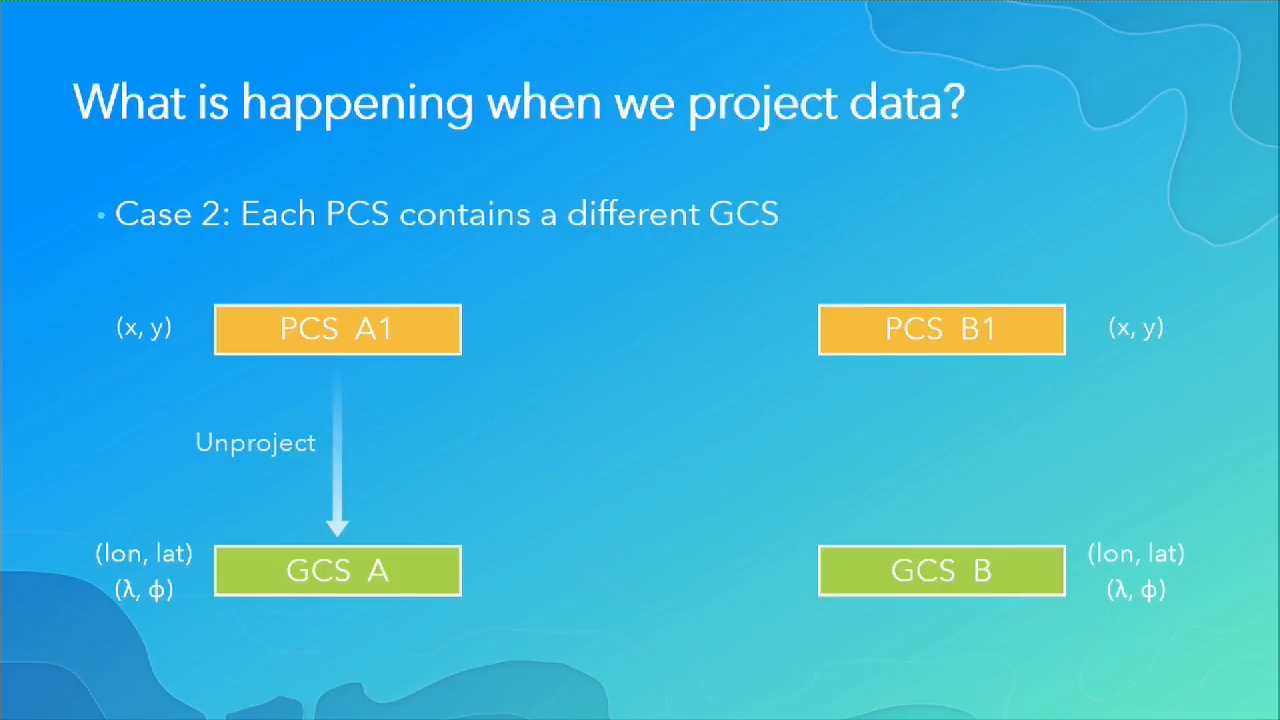 What is happening when we project data?
• Case 2: Each PCS contains a different GCS
(x, y) PCS A1 PCS B1 (x, y)
Unproject
(lon, lat) GCS A GCS B (lon, lat)
(λ, ϕ) (λ, ϕ)